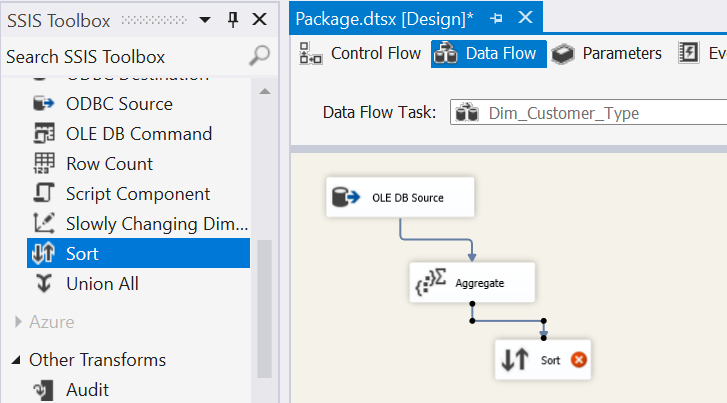 SSIS Toolbox
Search SSIS Toolbox
ODBC Destination
ODBC Source
OLE DB Command
Row Count
Script Component
Slowly Changing Dim...
Sort
Union All
Azure
Other Transforms
Audit
Package.dtsx [Design]*
Control Flow
Data Flow
Parameters
Eve
Data Flow Task:
Dim_Customer_Type
OLE DB Source
Aggregate
Sort